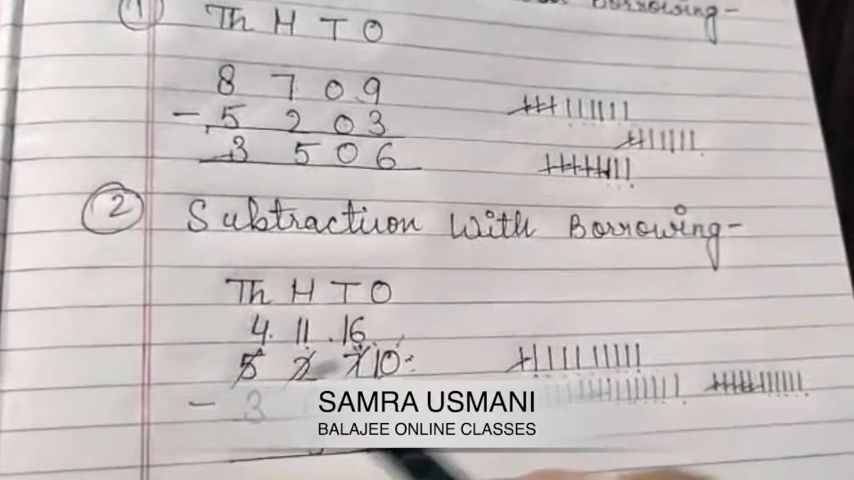 (1) Borrowing-
Th H T O
8 7 0 9
- 5 2 0 3
3 5 0 6
(2) Subtraction With Borrowing-
Th H T O
4 11 16
5 2 7 10
- 3
SAMRA USMANI
BALAJEE ONLINE CLASSES